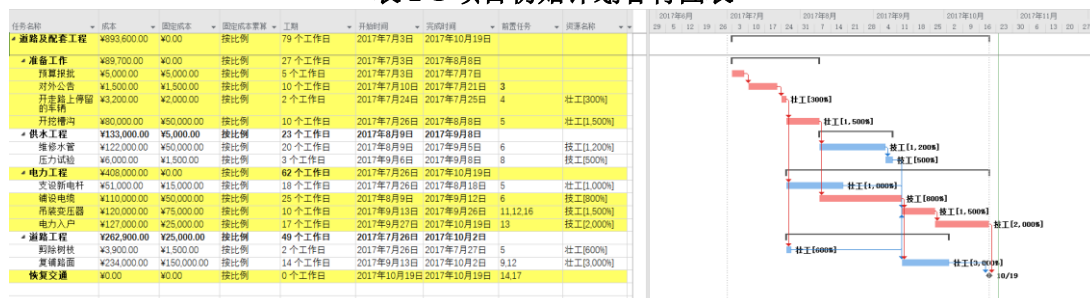 任务名称 成本 固定成本 固定成本累算 工期 开始时间 完成时间 前置任务 资源名称
2017年6月 2017年7月 2017年8月 2017年9月 2017年10月 2017年11月
29 5 12 19 26 3 10 17 24 31 7 14 21 28 4 11 18 25 2 9 16 23 30 6 13 20 27
道路及配套工程 ¥893,600.00 ¥0.00 按比例 79 个工作日 2017年7月3日 2017年10月19日
准备工作 ¥89,700.00 ¥0.00 按比例 27 个工作日 2017年7月3日 2017年8月8日
预算报批 ¥5,000.00 ¥5,000.00 按比例 5 个工作日 2017年7月3日 2017年7月7日
对外公告 ¥1,500.00 ¥1,500.00 按比例 10 个工作日 2017年7月10日 2017年7月21日 3
开走路上停留的车辆 ¥3,200.00 ¥2,000.00 按比例 2 个工作日 2017年7月24日 2017年7月25日 4 壮工[300%] 壮工[300%]
开挖槽沟 ¥80,000.00 ¥50,000.00 按比例 10 个工作日 2017年7月26日 2017年8月8日 5 壮工[1,500%] 壮工[1,500%]
供水工程 ¥133,000.00 ¥5,000.00 按比例 23 个工作日 2017年8月9日 2017年9月8日
维修水管 ¥122,000.00 ¥50,000.00 按比例 20 个工作日 2017年8月9日 2017年9月5日 6 技工[1,200%] 技工[1,200%]
压力试验 ¥6,000.00 ¥1,500.00 按比例 3 个工作日 2017年9月6日 2017年9月8日 8 技工[500%] 技工[500%]
电力工程 ¥408,000.00 ¥0.00 按比例 62 个工作日 2017年7月26日 2017年10月19日
支设新电杆 ¥51,000.00 ¥15,000.00 按比例 18 个工作日 2017年7月26日 2017年8月18日 5 壮工[1,000%] 壮工[1,000%]
铺设电缆 ¥110,000.00 ¥50,000.00 按比例 25 个工作日 2017年8月9日 2017年9月12日 6 技工[800%] 技工[800%]
吊装变压器 ¥120,000.00 ¥75,000.00 按比例 10 个工作日 2017年9月13日 2017年9月26日 11,12,16 技工[1,500%] 技工[1,500%]
电力入户 ¥127,000.00 ¥25,000.00 按比例 17 个工作日 2017年9月27日 2017年10月19日 13 技工[2,000%] 技工[2,000%]
道路工程 ¥262,900.00 ¥25,000.00 按比例 49 个工作日 2017年7月26日 2017年10月2日
剪除树枝 ¥3,900.00 ¥1,500.00 按比例 2 个工作日 2017年7月26日 2017年7月27日 5 壮工[600%] 壮工[600%]
复铺路面 ¥234,000.00 ¥150,000.00 按比例 14 个工作日 2017年9月13日 2017年10月2日 9,12 壮工[3,000%] 壮工[3,000%]
恢复交通 ¥0.00 ¥0.00 按比例 0 个工作日 2017年10月19日 2017年10月19日 14,17 10/19